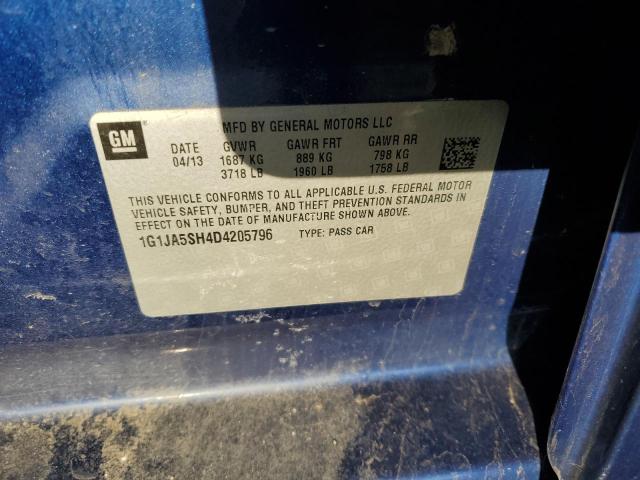 GM
MFD BY GENERAL MOTORS LLC
DATE GVWR GAWR FRT GAWR RR
04/13 1687 KG 889 KG 798 KG
3718 LB 1960 LB 1758 LB
THIS VEHICLE CONFORMS TO ALL APPLICABLE U.S. FEDERAL MOTOR
VEHICLE SAFETY, BUMPER, AND THEFT PREVENTION STANDARDS IN
EFFECT ON THE DATE OF MANUFACTURE SHOWN ABOVE.
1G1JA5SH4D4205796 TYPE: PASS CAR